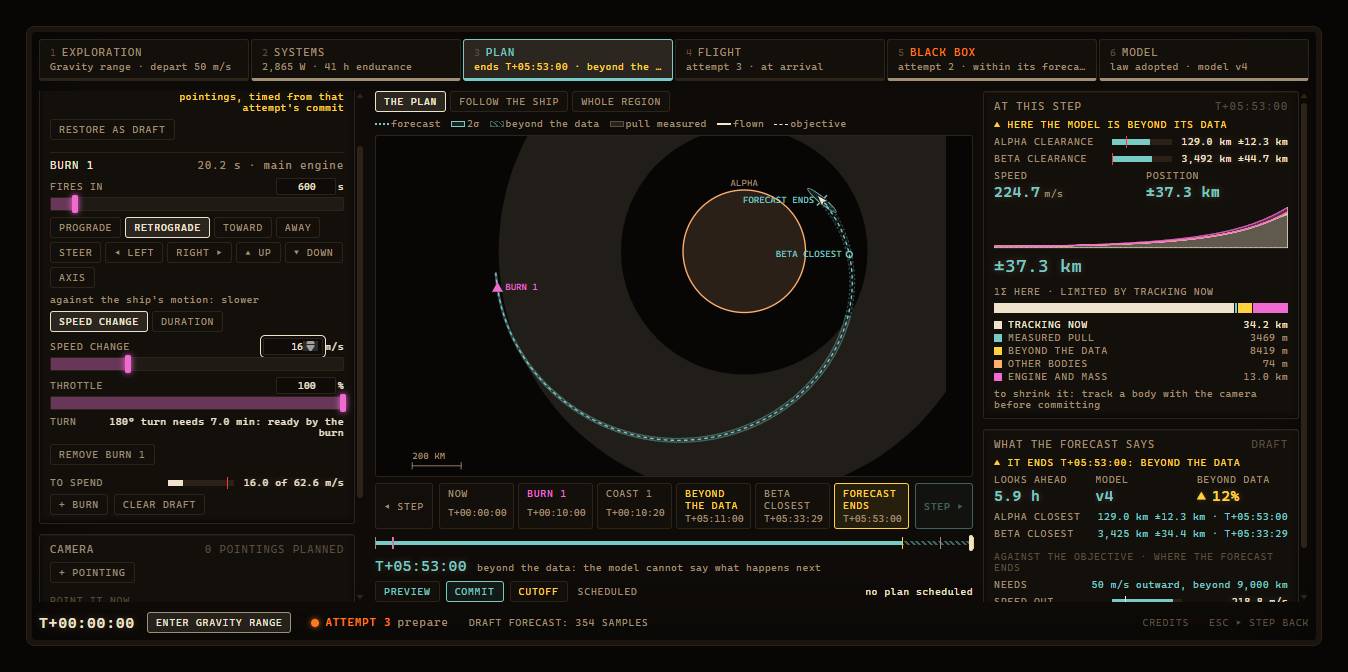 1 EXPLORATION
Gravity range · depart 50 m/s
2 SYSTEMS
2,865 W · 41 h endurance
3 PLAN
ends T+05:53:00 · beyond the …
4 FLIGHT
attempt 3 · at arrival
5 BLACK BOX
attempt 2 · within its foreca…
6 MODEL
law adopted · model v4
pointings, timed from that
attempt's commit
RESTORE AS DRAFT
BURN 1 20.2 s · main engine
FIRES IN 600 s
PROGRADE RETROGRADE TOWARD AWAY
STEER ◂ LEFT RIGHT ▸ ▴ UP ▾ DOWN
AXIS
against the ship's motion: slower
SPEED CHANGE DURATION
SPEED CHANGE 16 m/s
THROTTLE 100 %
TURN 180° turn needs 7.0 min: ready by the
burn
REMOVE BURN 1
TO SPEND 16.0 of 62.6 m/s
+ BURN CLEAR DRAFT
CAMERA 0 POINTINGS PLANNED
+ POINTING
POINT IT NOW
THE PLAN FOLLOW THE SHIP WHOLE REGION
forecast 2σ beyond the data pull measured flown objective
ALPHA
FORECAST ENDS
BETA CLOSEST
BURN 1
200 KM
◂ STEP
NOW
T+00:00:00
BURN 1
T+00:10:00
COAST 1
T+00:10:20
BEYOND
THE DATA
T+05:11:00
BETA
CLOSEST
T+05:33:29
FORECAST
ENDS
T+05:53:00
STEP ▸
T+05:53:00 beyond the data: the model cannot say what happens next
PREVIEW COMMIT CUTOFF SCHEDULED no plan scheduled
AT THIS STEP T+05:53:00
▲ HERE THE MODEL IS BEYOND ITS DATA
ALPHA CLEARANCE 129.0 km ±12.3 km
BETA CLEARANCE 3,492 km ±44.7 km
SPEED POSITION
224.7 m/s ±37.3 km
±37.3 km
1Σ HERE · LIMITED BY TRACKING NOW
TRACKING NOW 34.2 km
MEASURED PULL 3469 m
BEYOND THE DATA 8419 m
OTHER BODIES 74 m
ENGINE AND MASS 13.0 km
to shrink it: track a body with the camera
before committing
WHAT THE FORECAST SAYS DRAFT
▲ IT ENDS T+05:53:00: BEYOND THE DATA
LOOKS AHEAD MODEL BEYOND DATA
5.9 h v4 ▲ 12%
ALPHA CLOSEST 129.0 km ±12.3 km · T+05:53:00
BETA CLOSEST 3,425 km ±34.4 km · T+05:33:29
AGAINST THE OBJECTIVE · WHERE THE FORECAST
ENDS
NEEDS 50 m/s outward, beyond 9,000 km
SPEED OUT 218.8 m/s
T+00:00:00 ENTER GRAVITY RANGE ATTEMPT 3 prepare DRAFT FORECAST: 354 SAMPLES CREDITS ESC ▸ STEP BACK